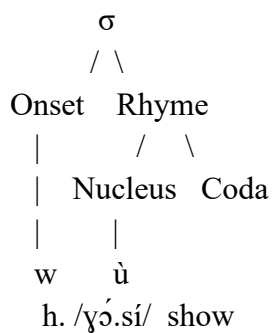 σ
/ \
Onset Rhyme
| / \
| Nucleus Coda
| |
w ù
h. /ɣɔ́.sí/ show